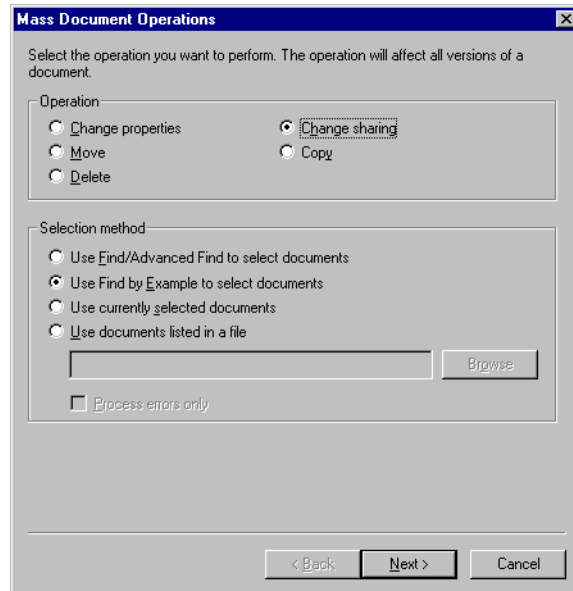 Mass Document Operations
Select the operation you want to perform. The operation will affect all versions of a
document.
Operation
Change properties
Change sharing
Move
Copy
Delete
Selection method
Use Find/Advanced Find to select documents
Use Find by Example to select documents
Use currently selected documents
Use documents listed in a file
Browse
Process errors only
< Back
Next >
Cancel